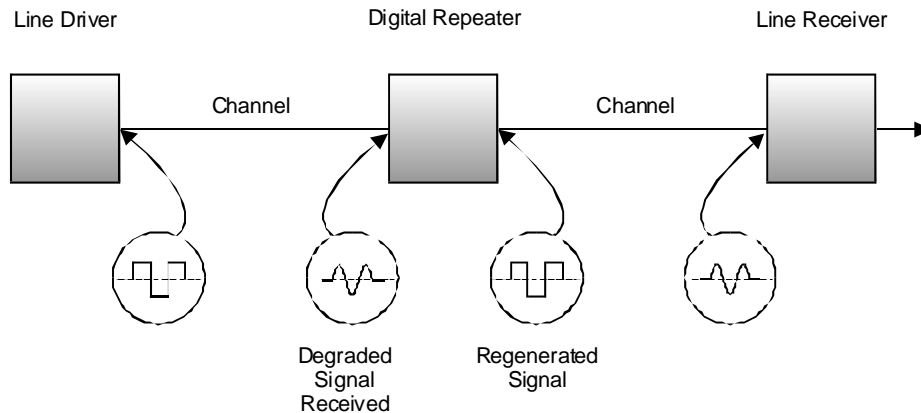 Line Driver
Digital Repeater
Line Receiver
Channel
Channel
Degraded
Signal
Received
Regenerated
Signal